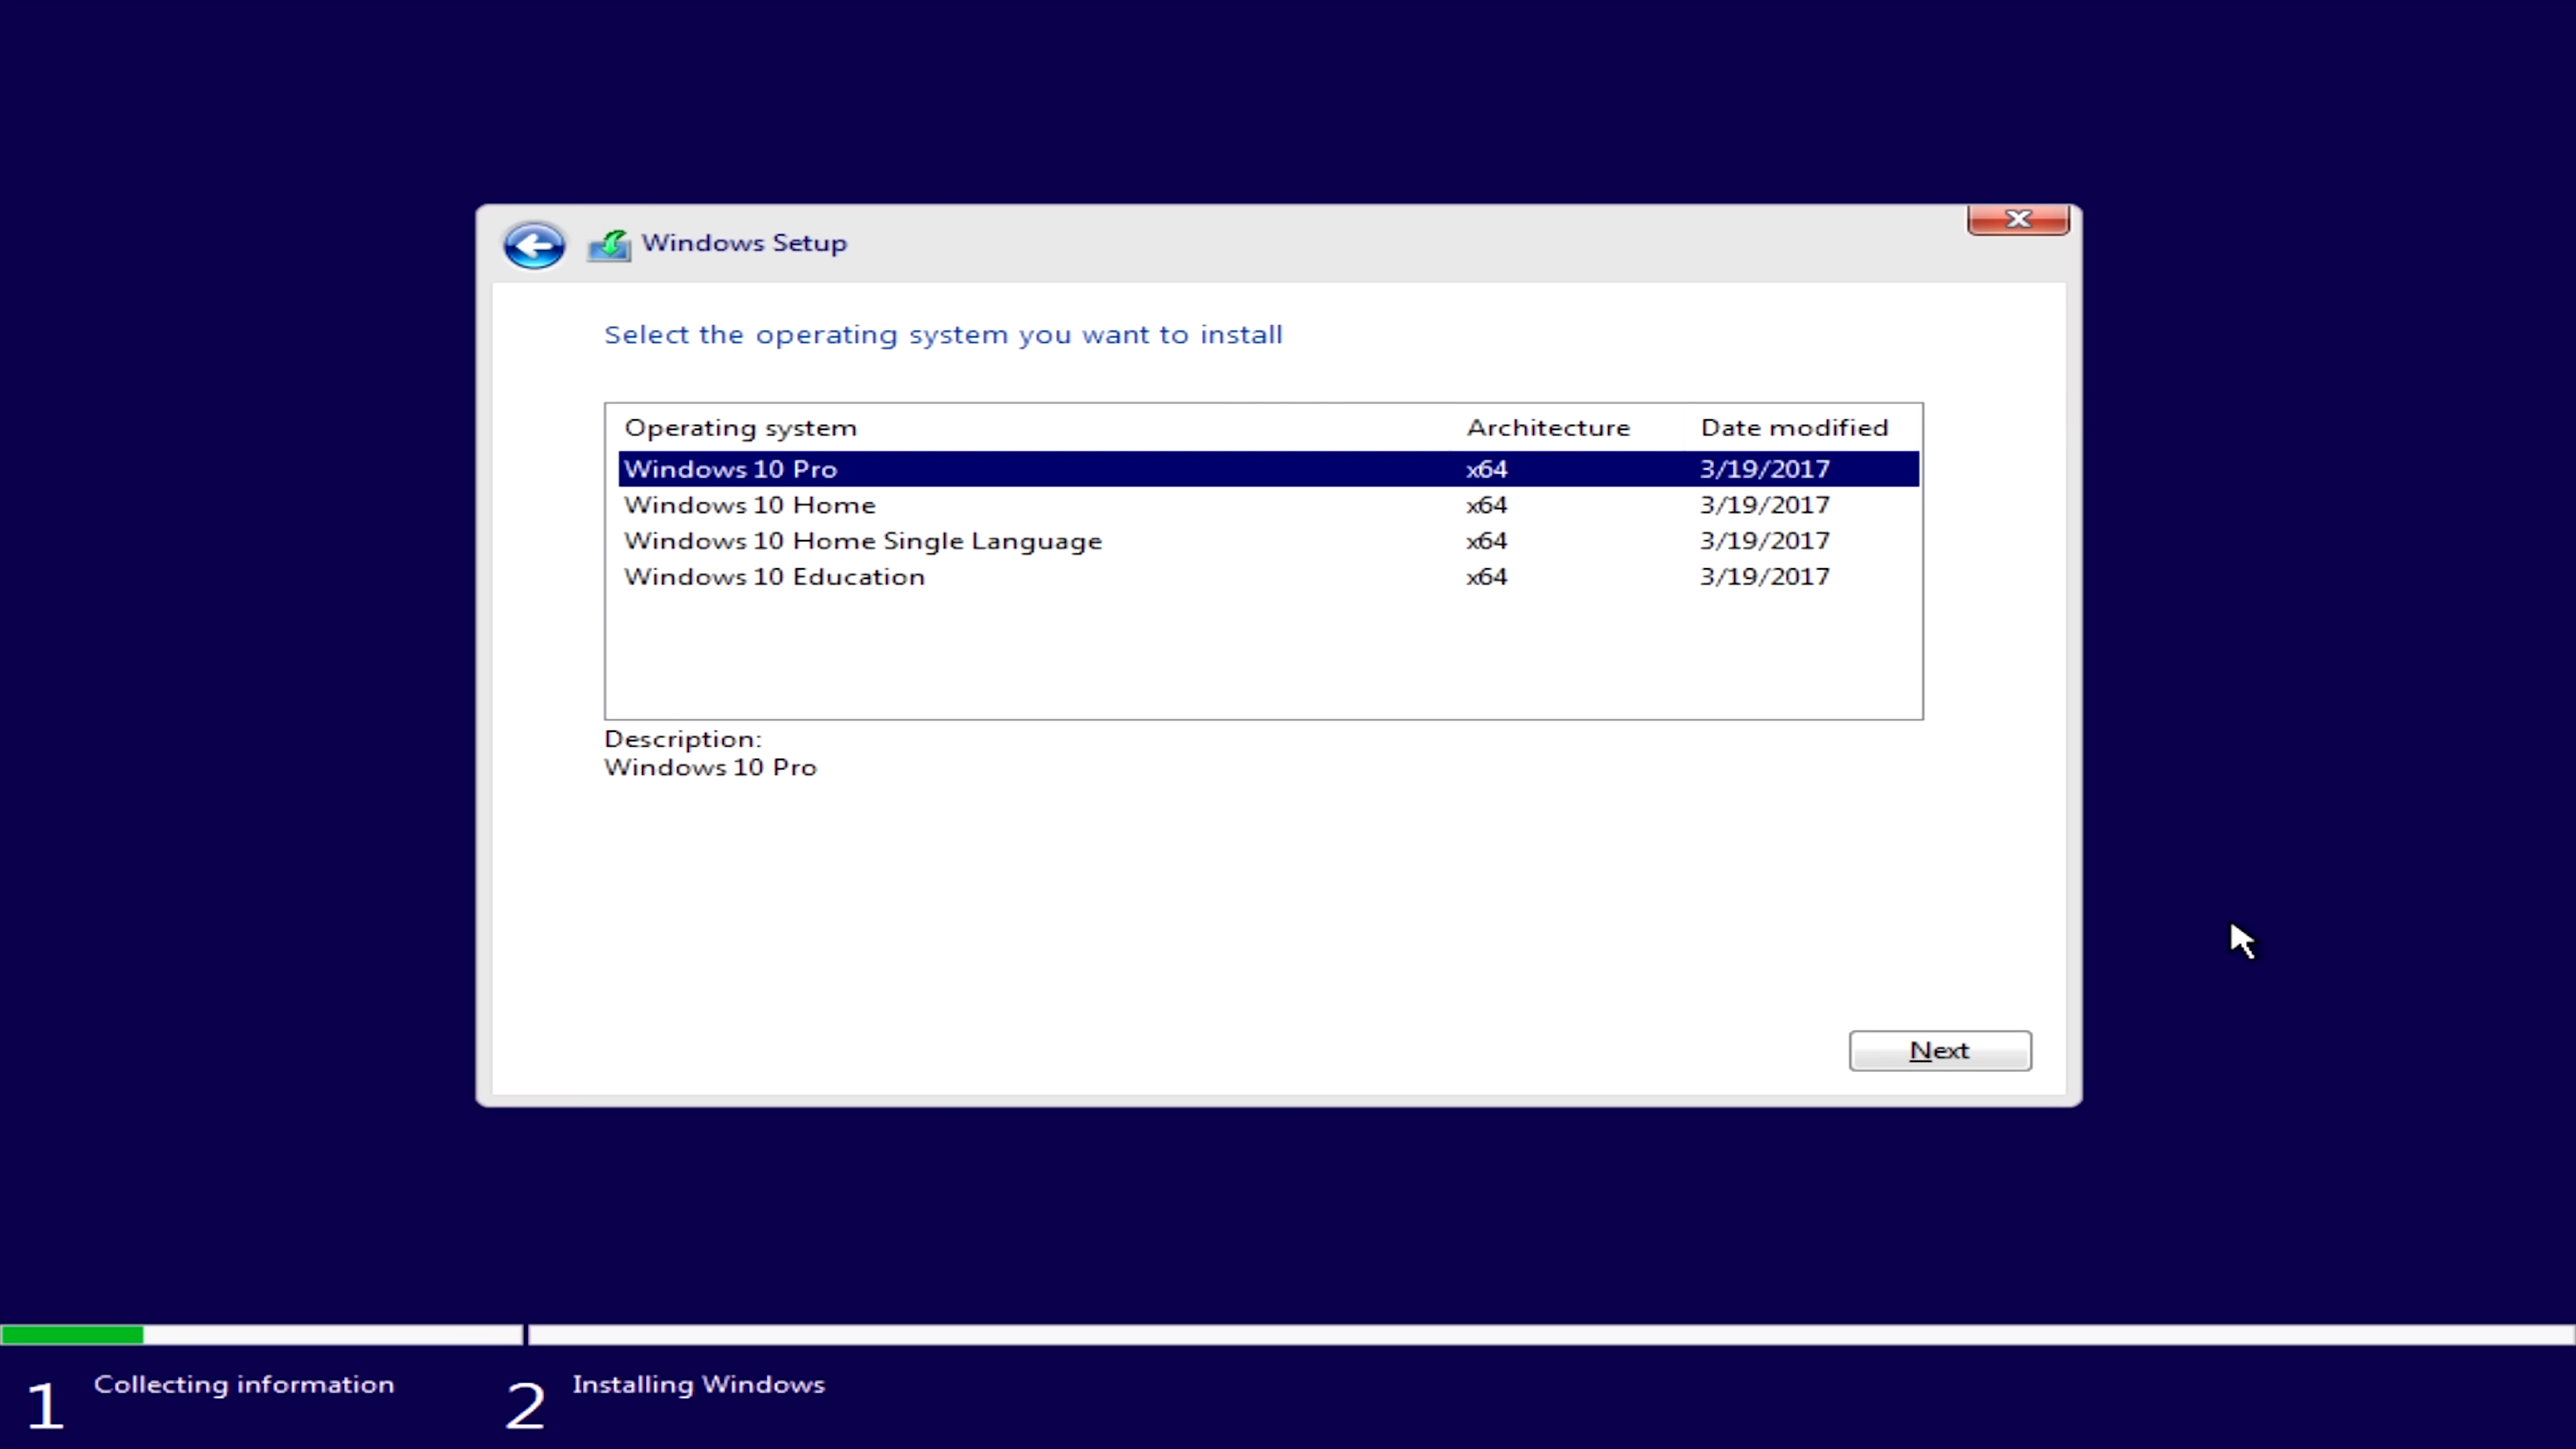 Windows Setup
Select the operating system you want to install
Operating system Architecture Date modified
Windows 10 Pro x64 3/19/2017
Windows 10 Home x64 3/19/2017
Windows 10 Home Single Language x64 3/19/2017
Windows 10 Education x64 3/19/2017
Description:
Windows 10 Pro
Next
1 Collecting information 2 Installing Windows